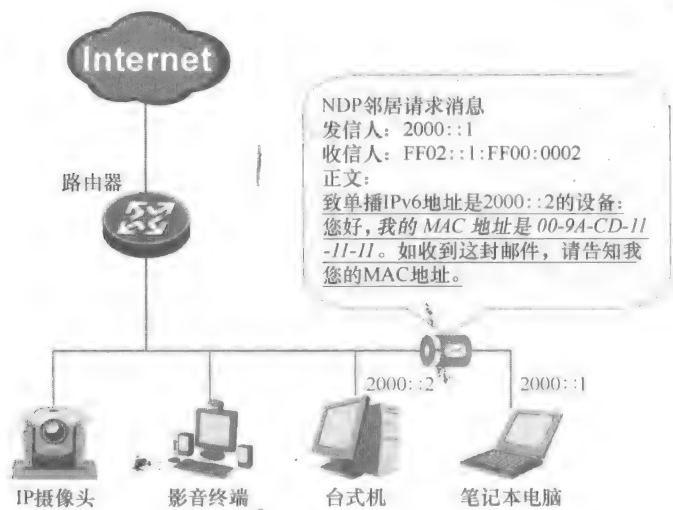 Internet
路由器
NDP邻居请求消息
发信人：2000::1
收信人：FF02::1:FF00:0002
正文：
致单播IPv6地址是2000::2的设备：
您好，我的 MAC 地址是 00-9A-CD-11
-11-11。如收到这封邮件，请告知我
您的MAC地址。
2000::2
2000::1
IP摄像头
影音终端
台式机
笔记本电脑